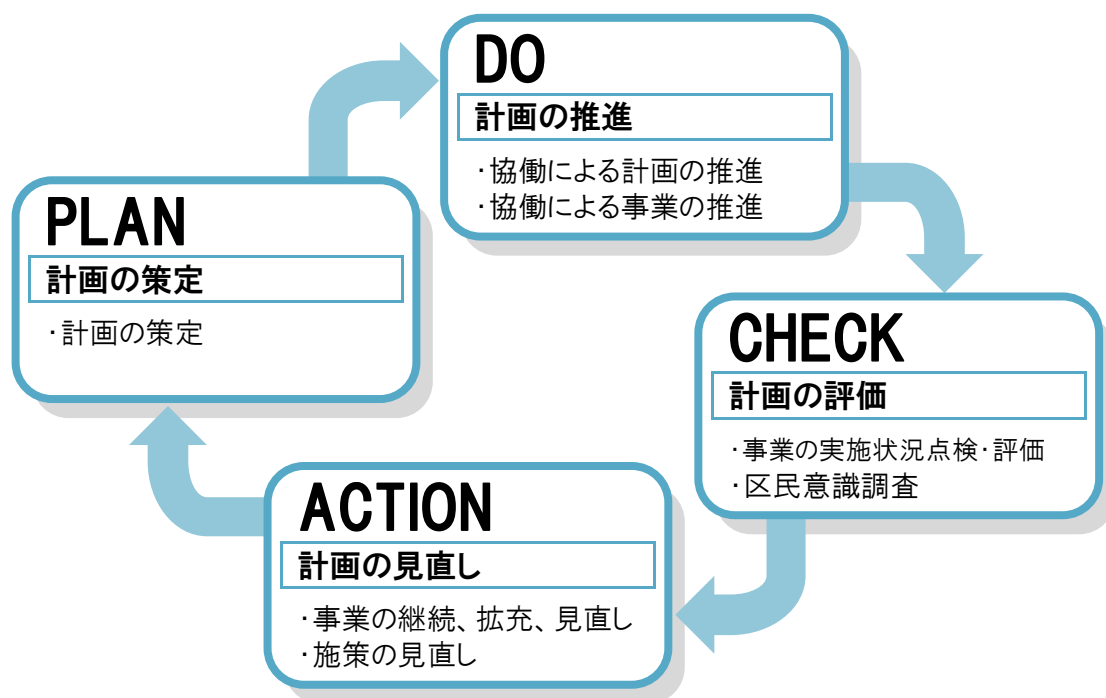 PLAN
計画の策定
・計画の策定
DO
計画の推進
・協働による計画の推進
・協働による事業の推進
CHECK
計画の評価
・事業の実施状況点検・評価
・区民意識調査
ACTION
計画の見直し
・事業の継続、拡充、見直し
・施策の見直し